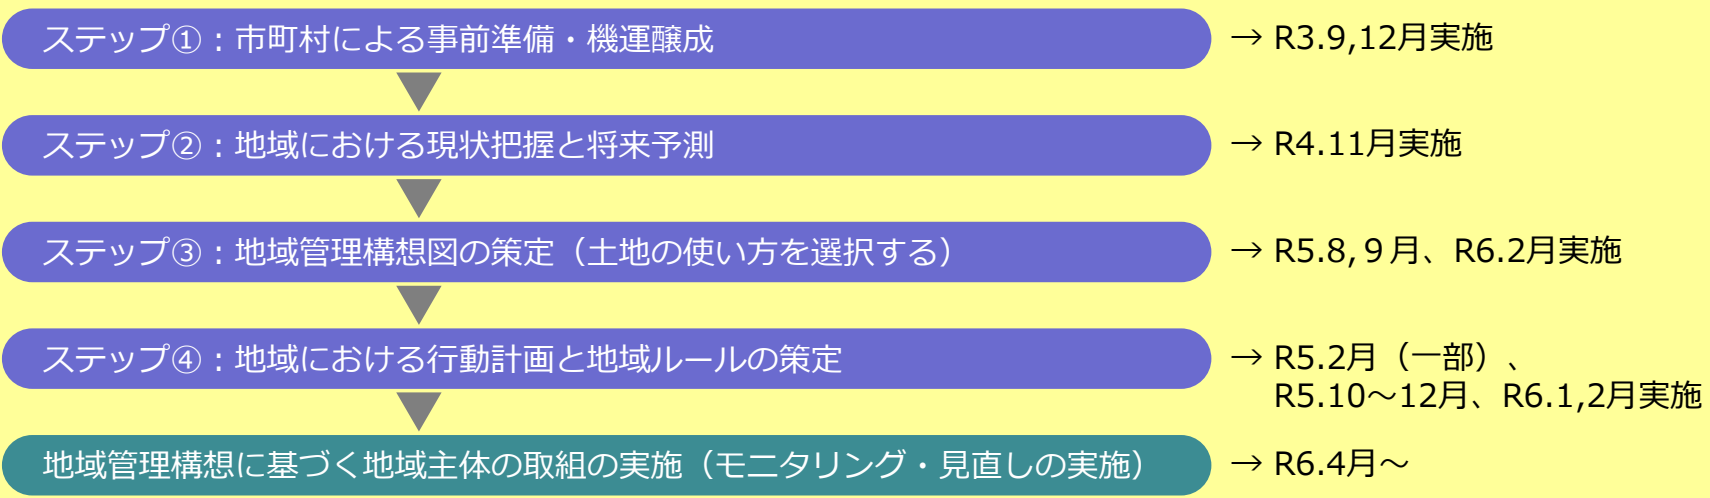 ステップ①：市町村による事前準備・機運醸成
→ R3.9,12月実施
ステップ②：地域における現状把握と将来予測
→ R4.11月実施
ステップ③：地域管理構想図の策定（土地の使い方を選択する）
→ R5.8,９月、R6.2月実施
ステップ④：地域における行動計画と地域ルールの策定
→ R5.2月（一部）、
R5.10～12月、R6.1,2月実施
地域管理構想に基づく地域主体の取組の実施（モニタリング・見直しの実施）
→ R6.4月～